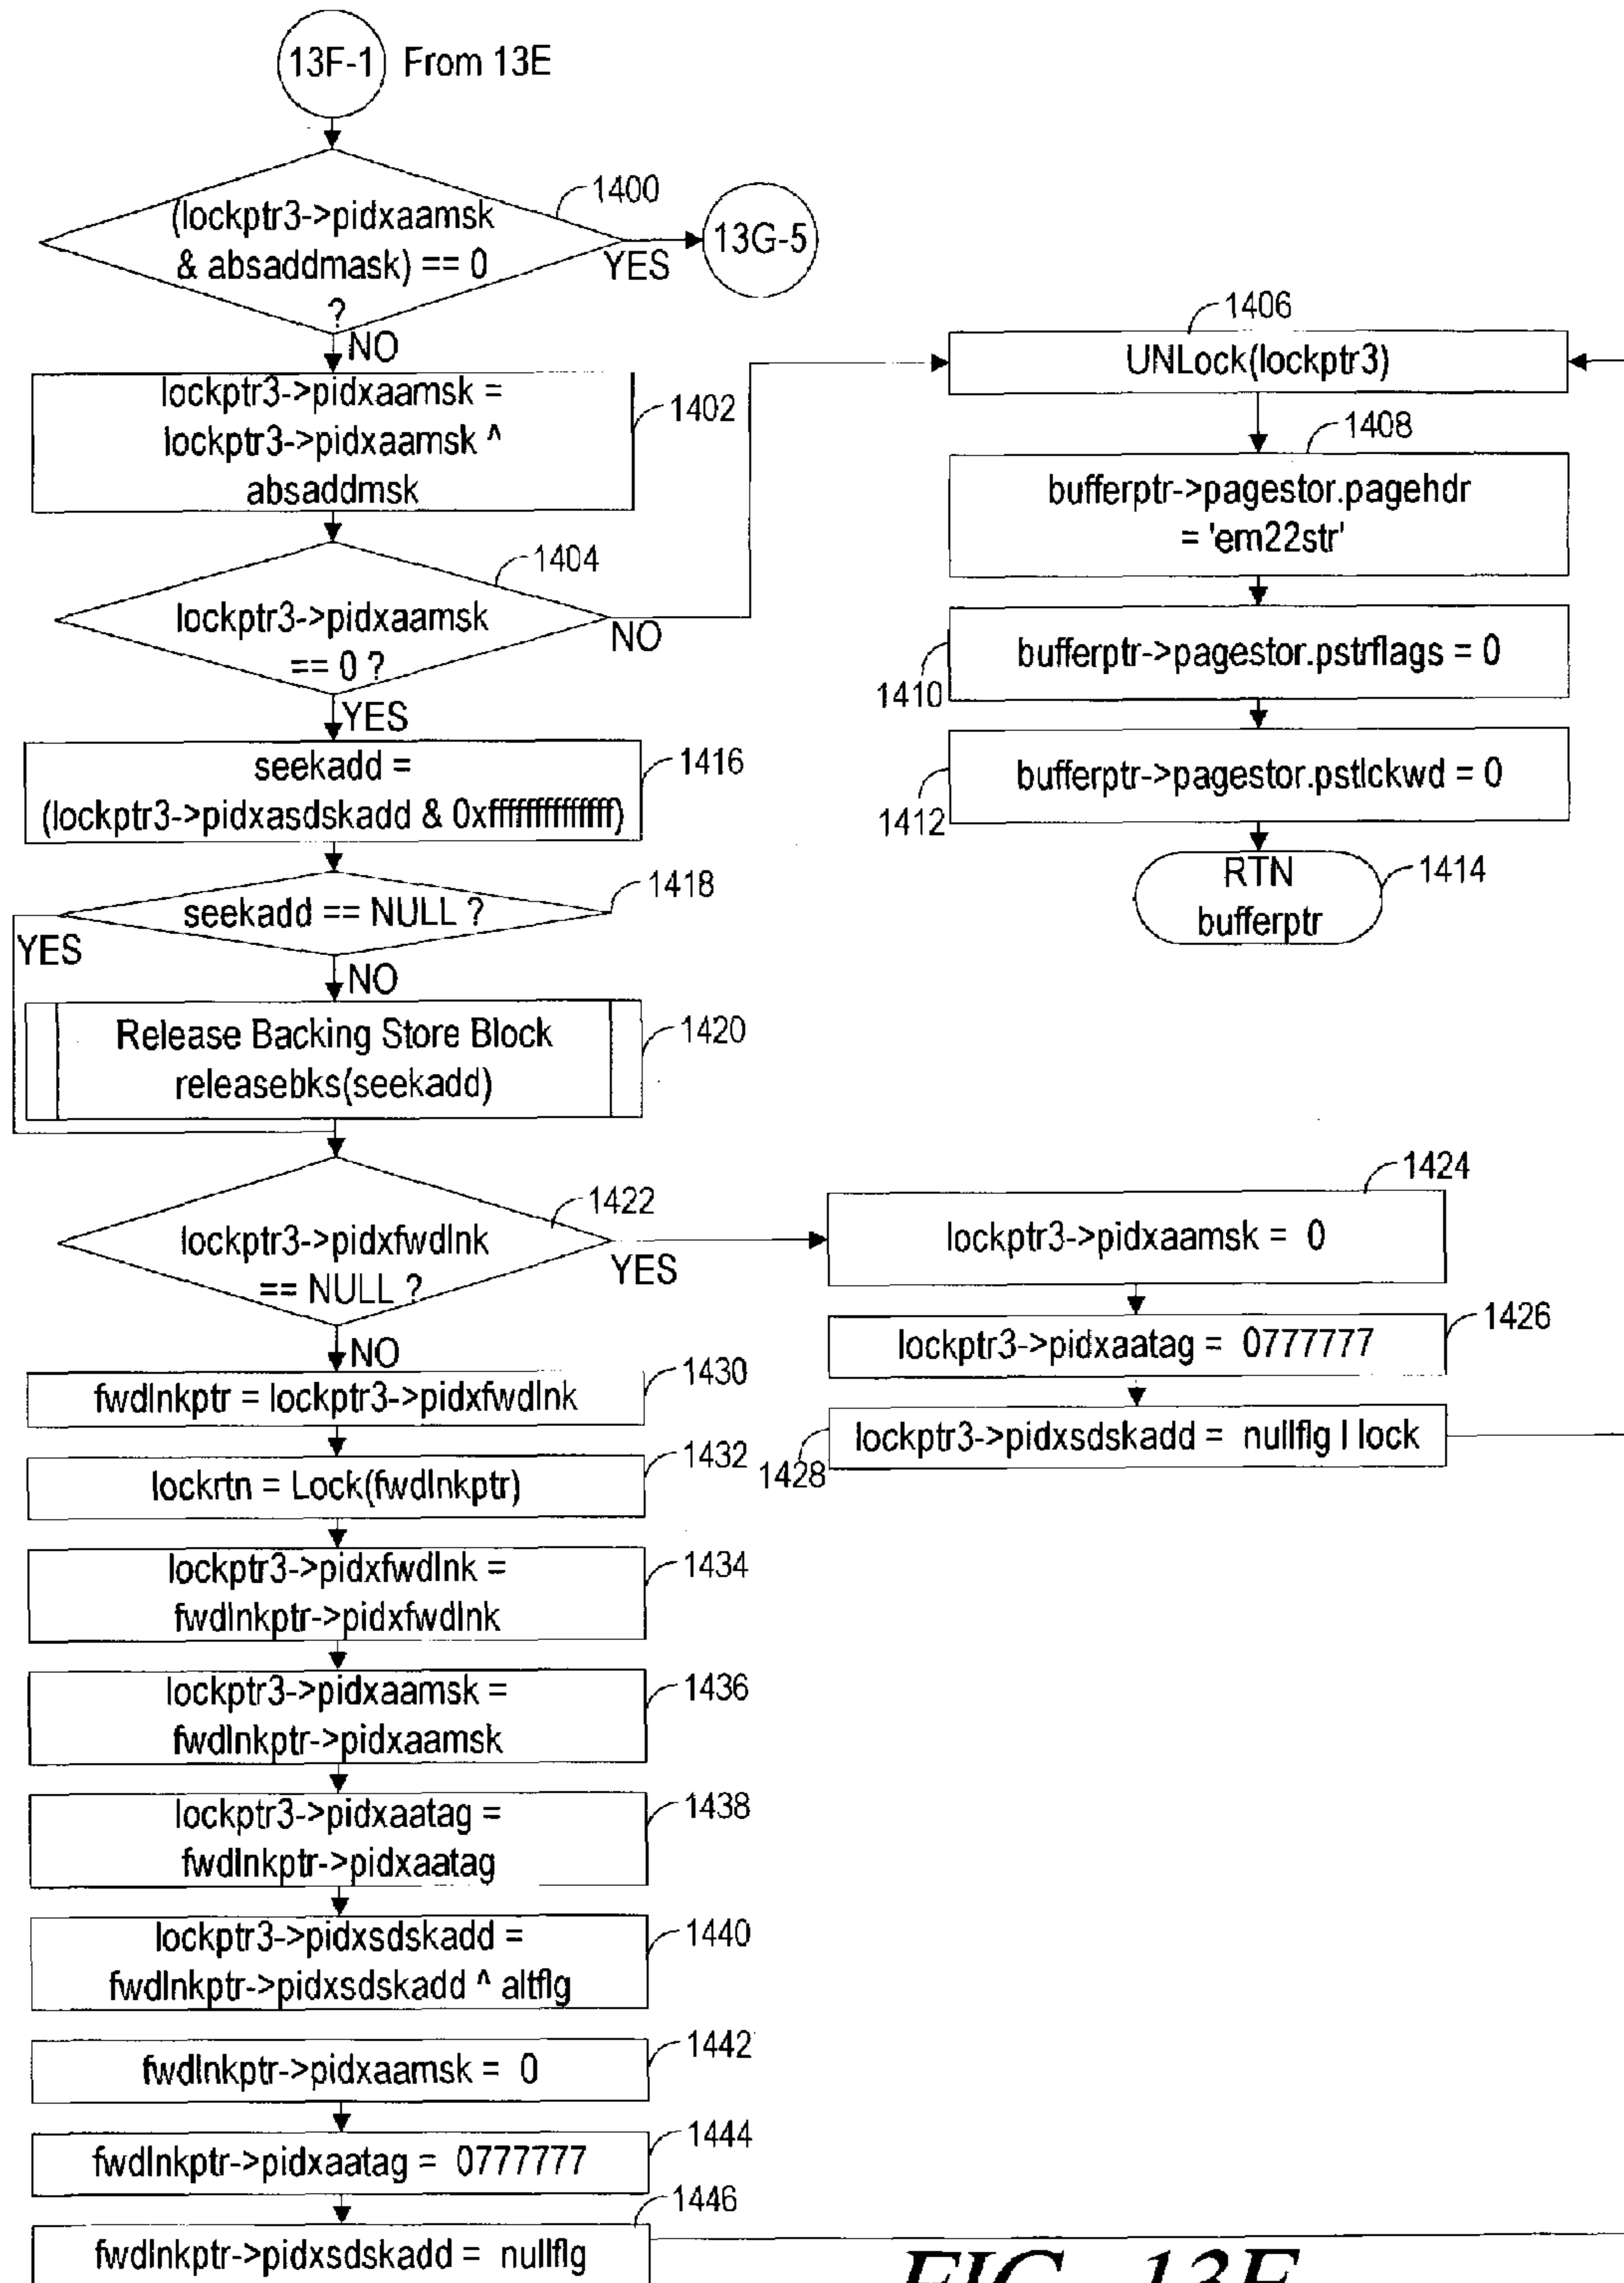 13F-1 From 13E
1400
(lockptr3->pidxaamsk
& absaddmask) == 0
?
YES
13G-5
NO
lockptr3->pidxaamsk =
lockptr3->pidxaamsk ^
absaddmsk
1402
1404
lockptr3->pidxaamsk
== 0 ?
NO
YES
1406
UNLock(lockptr3)
1408
bufferptr->pagestor.pagehdr
= 'em22str'
bufferptr->pagestor.pstrflags = 0
1410
bufferptr->pagestor.pstlckwd = 0
1412
RTN
bufferptr
1414
seekadd =
(lockptr3->pidxasdskadd & 0xffffffffffffff)
1416
seekadd == NULL ?
1418
YES
NO
Release Backing Store Block
releasebks(seekadd)
1420
1422
lockptr3->pidxfwdlnk
== NULL ?
YES
NO
1424
lockptr3->pidxaamsk = 0
1426
lockptr3->pidxaatag = 0777777
1428
lockptr3->pidxsdskadd = nullflg | lock
fwdlnkptr = lockptr3->pidxfwdlnk
1430
lockrtn = Lock(fwdlnkptr)
1432
lockptr3->pidxfwdlnk =
fwdlnkptr->pidxfwdlnk
1434
lockptr3->pidxaamsk =
fwdlnkptr->pidxaamsk
1436
lockptr3->pidxaatag =
fwdlnkptr->pidxaatag
1438
lockptr3->pidxsdskadd =
fwdlnkptr->pidxsdskadd ^ altflg
1440
fwdlnkptr->pidxaamsk = 0
1442
fwdlnkptr->pidxaatag = 0777777
1444
fwdlnkptr->pidxsdskadd = nullflg
1446
FIG. 13F